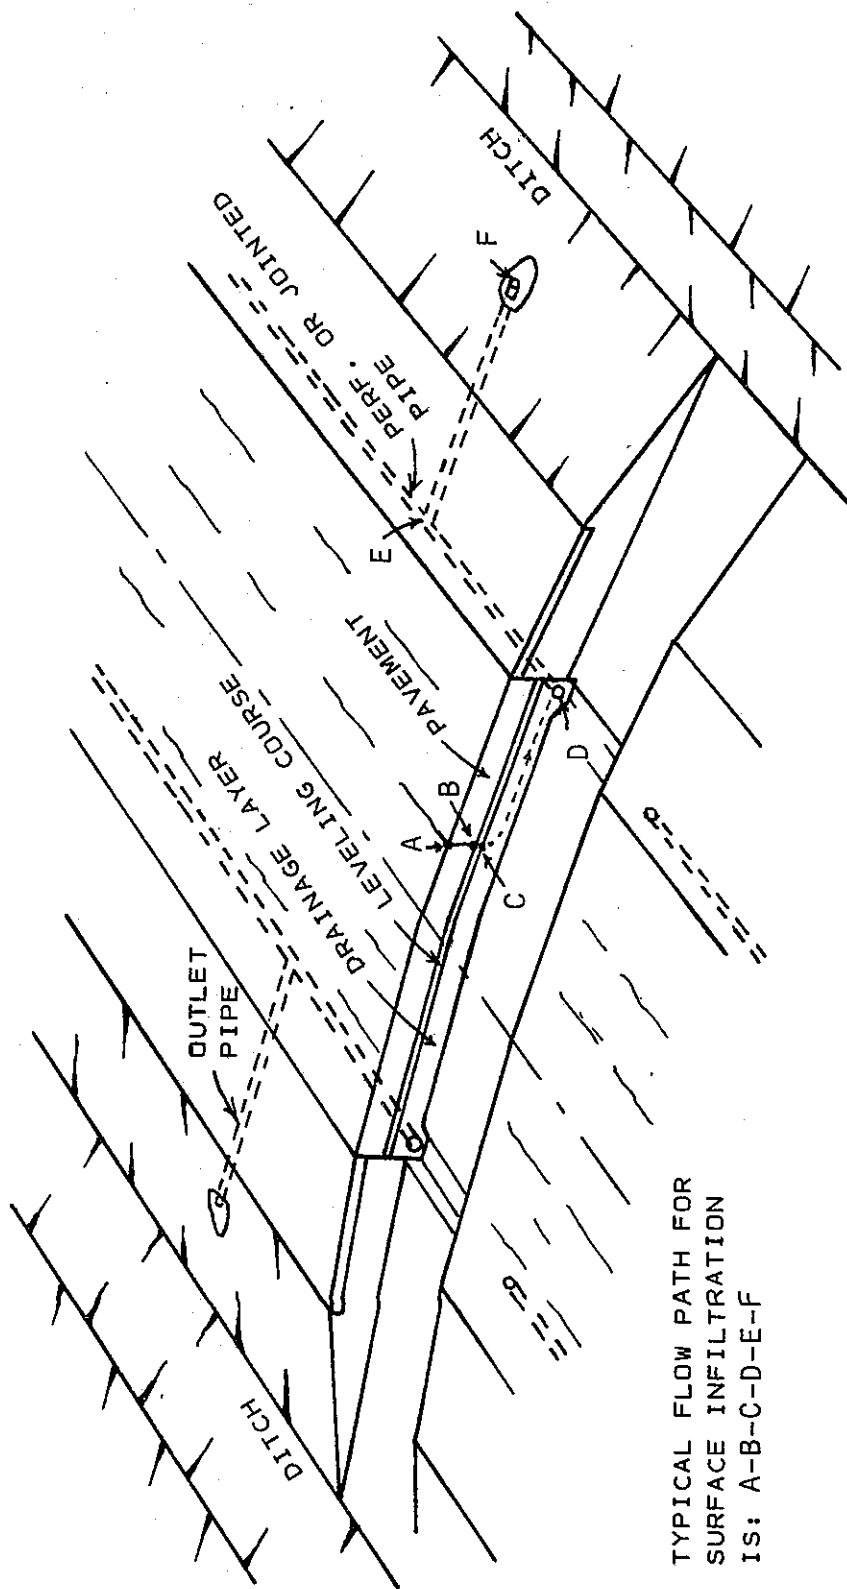 DITCH
OUTLET
PIPE
DRAINAGE LAYER
LEVELING COURSE
PAVEMENT
PERF. OR JOINTED
PIPE
DITCH
A
B
C
D
E
F
TYPICAL FLOW PATH FOR
SURFACE INFILTRATION
IS: A-B-C-D-E-F